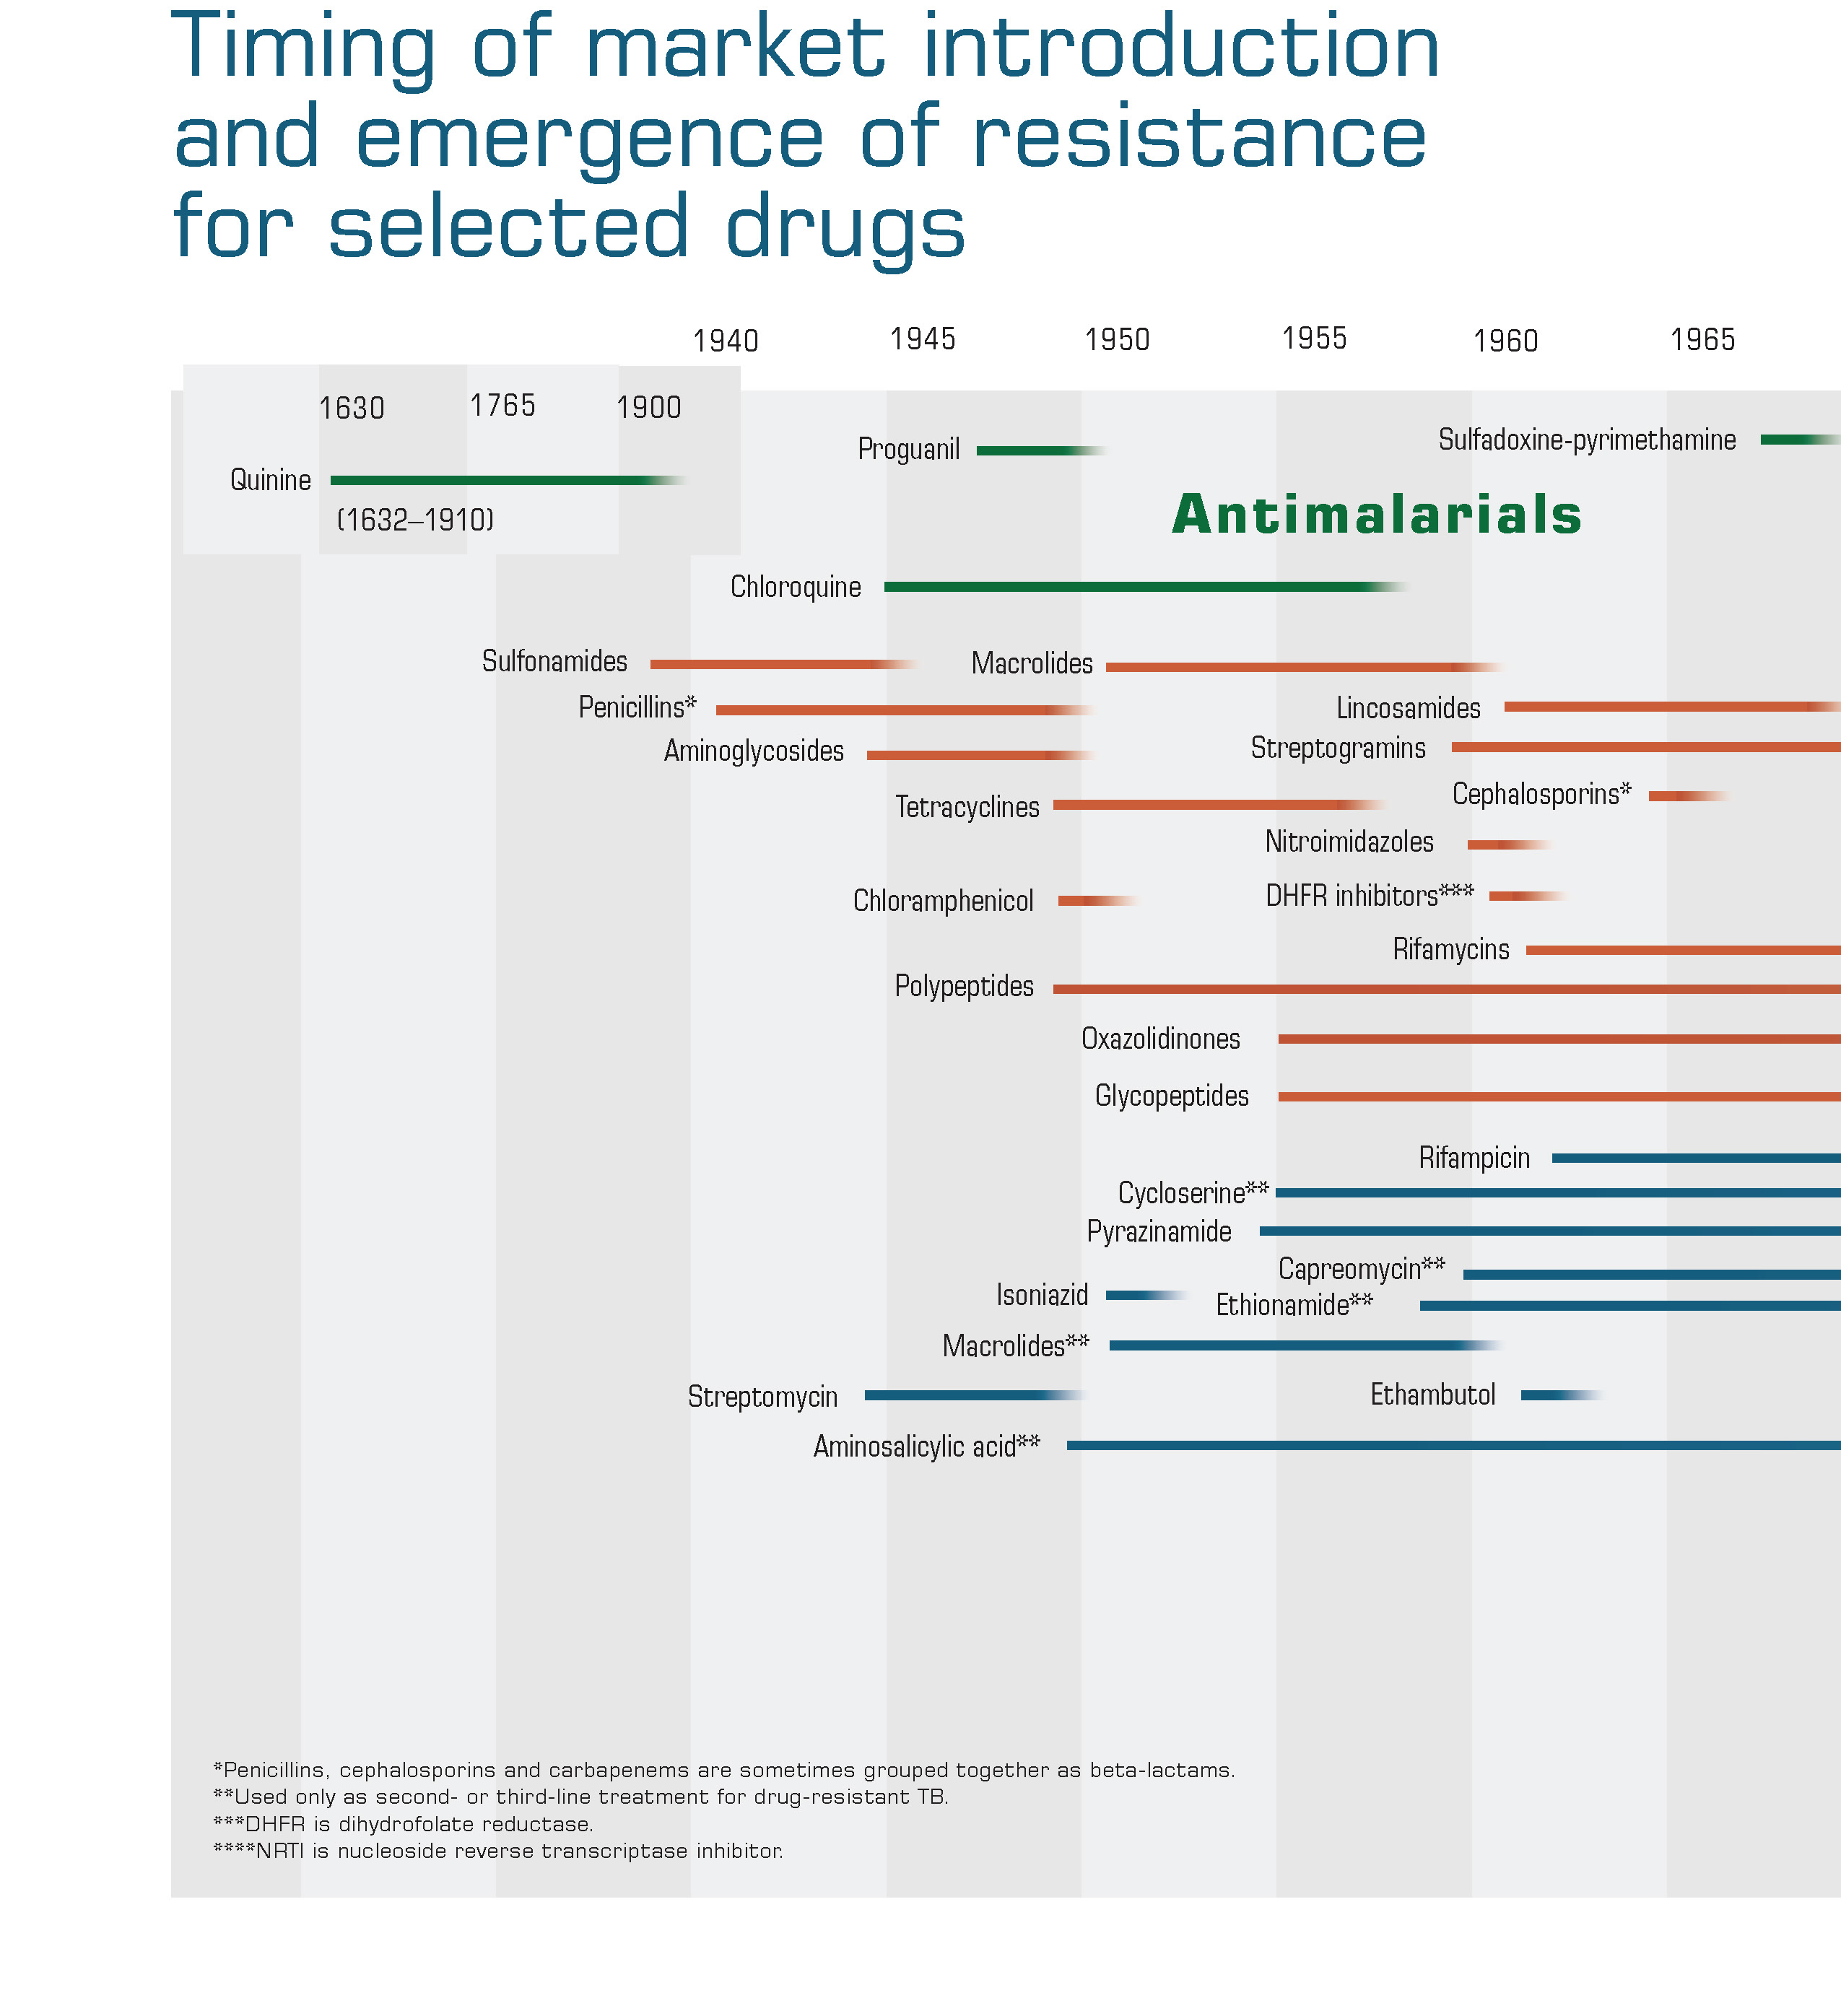 Timing of market introduction
and emergence of resistance
for selected drugs
1940 1945 1950 1955 1960 1965
1630 1765 1900
Proguanil Sulfadoxine-pyrimethamine
Quinine
(1632–1910)
Antimalarials
Chloroquine
Sulfonamides Macrolides
Penicillins* Lincosamides
Aminoglycosides Streptogramins
Cephalosporins*
Tetracyclines
Nitroimidazoles
Chloramphenicol DHFR inhibitors***
Rifamycins
Polypeptides
Oxazolidinones
Glycopeptides
Rifampicin
Cycloserine**
Pyrazinamide
Capreomycin**
Isoniazid Ethionamide**
Macrolides**
Streptomycin Ethambutol
Aminosalicylic acid**
*Penicillins, cephalosporins and carbapenems are sometimes grouped together as beta-lactams.
**Used only as second- or third-line treatment for drug-resistant TB.
***DHFR is dihydrofolate reductase.
****NRTI is nucleoside reverse transcriptase inhibitor.